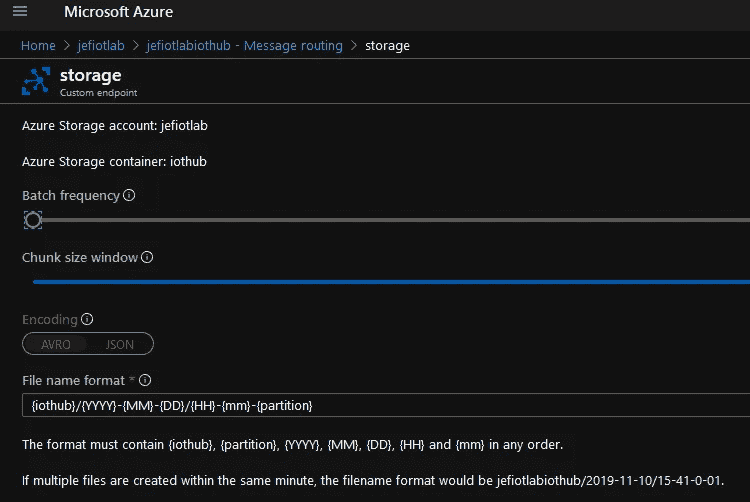 Microsoft Azure
Home > jefiotlab > jefiotlabiothub - Message routing > storage
storage
Custom endpoint
Azure Storage account: jefiotlab
Azure Storage container: iothub
Batch frequency
Chunk size window
Encoding
AVRO JSON
File name format *
{iothub}/{YYYY}-{MM}-{DD}/{HH}-{mm}-{partition}
The format must contain {iothub}, {partition}, {YYYY}, {MM}, {DD}, {HH} and {mm} in any order.
If multiple files are created within the same minute, the filename format would be jefiotlabiothub/2019-11-10/15-41-0-01.